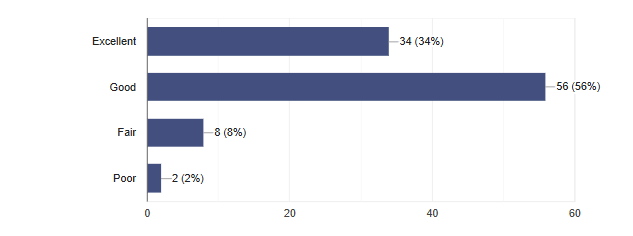 Excellent 34 (34%)
Good 56 (56%)
Fair 8 (8%)
Poor 2 (2%)
0 20 40 60